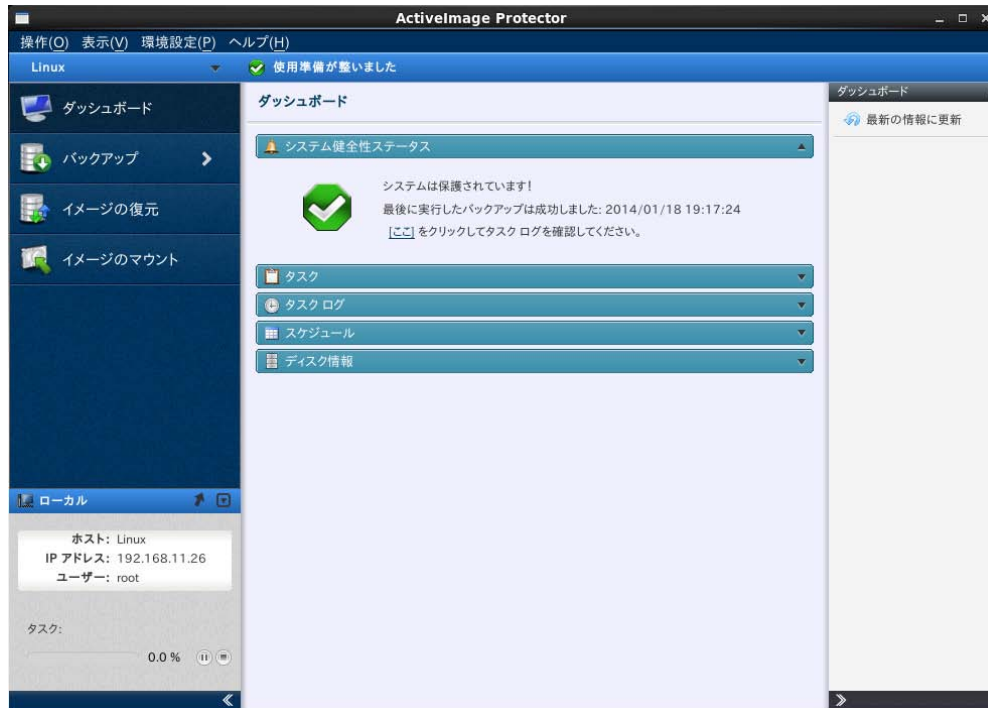 ActiveImage Protector
操作(O) 表示(V) 環境設定(P) ヘルプ(H)
Linux
使用準備が整いました
ダッシュボード
バックアップ
イメージの復元
イメージのマウント
ダッシュボード
システム健全性ステータス
システムは保護されています!
最後に実行したバックアップは成功しました: 2014/01/18 19:17:24
[ここ] をクリックしてタスク ログを確認してください。
タスク
タスク ログ
スケジュール
ディスク情報
ダッシュボード
最新の情報に更新
ローカル
ホスト: Linux
IP アドレス: 192.168.11.26
ユーザー: root
タスク:
0.0 %